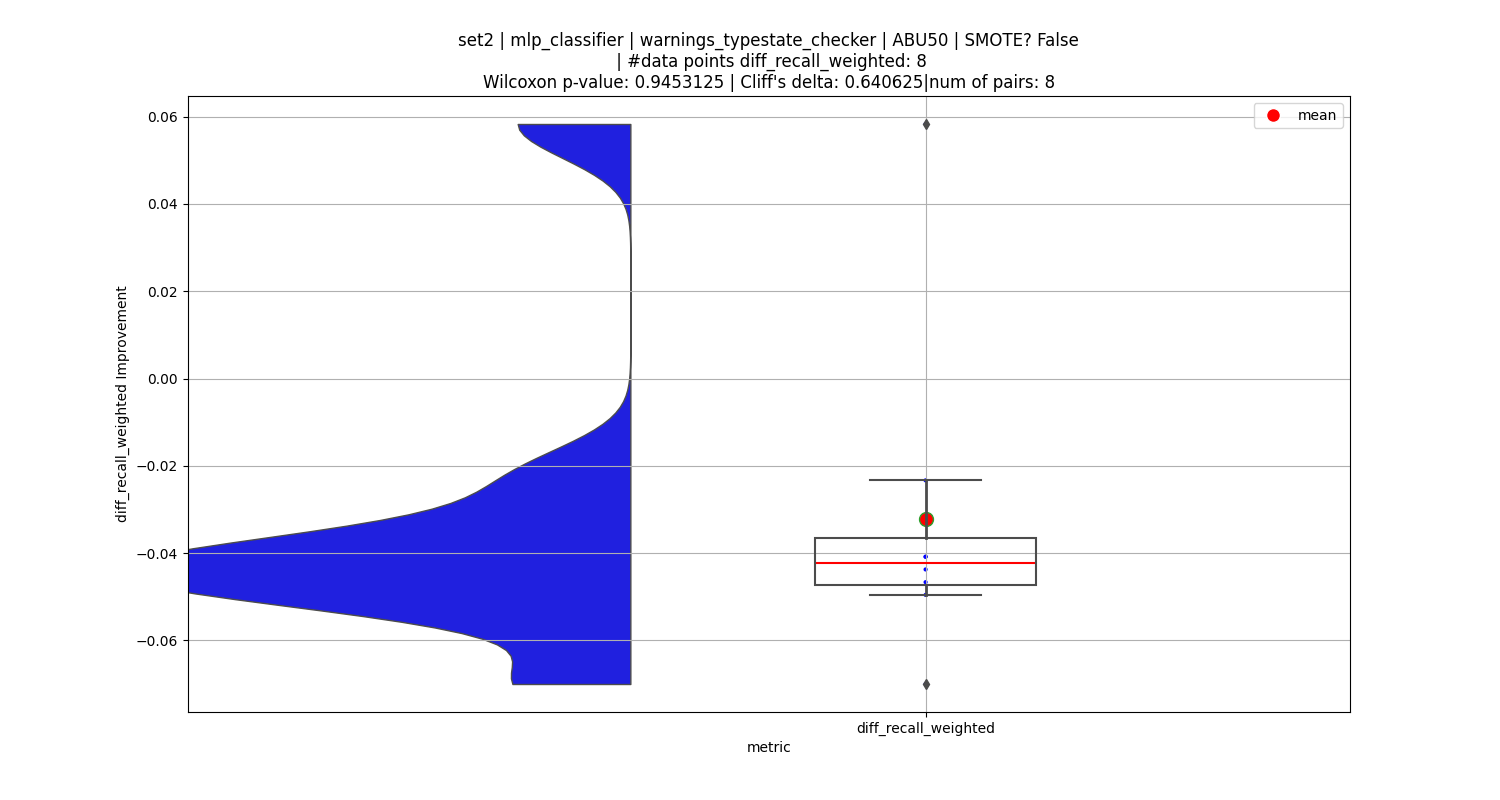 set2 | mlp_classifier | warnings_typestate_checker | ABU50 | SMOTE? False
| #data points diff_recall_weighted: 8
Wilcoxon p-value: 0.9453125 | Cliff's delta: 0.640625|num of pairs: 8
mean
0.06
0.04
0.02
0.00
−0.02
−0.04
−0.06
diff_recall_weighted Improvement
diff_recall_weighted
metric